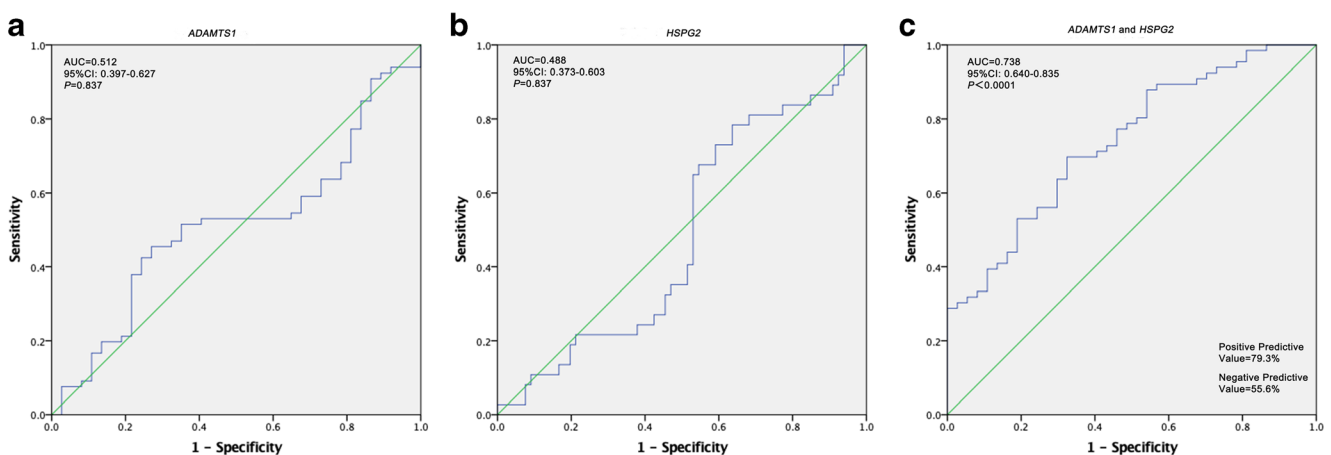 a
ADAMTS1
AUC=0.512
95%CI: 0.397-0.627
P=0.837
1.0
0.8
0.6
0.4
0.2
0.0
Sensitivity
0.0 0.2 0.4 0.6 0.8 1.0
1 - Specificity
b
HSPG2
AUC=0.488
95%CI: 0.373-0.603
P=0.837
1.0
0.8
0.6
0.4
0.2
0.0
Sensitivity
0.0 0.2 0.4 0.6 0.8 1.0
1 - Specificity
c
ADAMTS1 and HSPG2
AUC=0.738
95%CI: 0.640-0.835
P<0.0001
1.0
0.8
0.6
0.4
0.2
0.0
Sensitivity
Positive Predictive
Value=79.3%
Negative Predictive
Value=55.6%
0.0 0.2 0.4 0.6 0.8 1.0
1 - Specificity